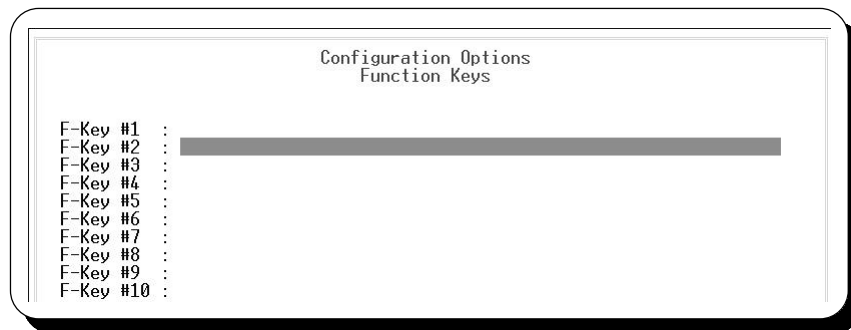 Configuration Options
Function Keys
F-Key #1 :
F-Key #2 :
F-Key #3 :
F-Key #4 :
F-Key #5 :
F-Key #6 :
F-Key #7 :
F-Key #8 :
F-Key #9 :
F-Key #10 :